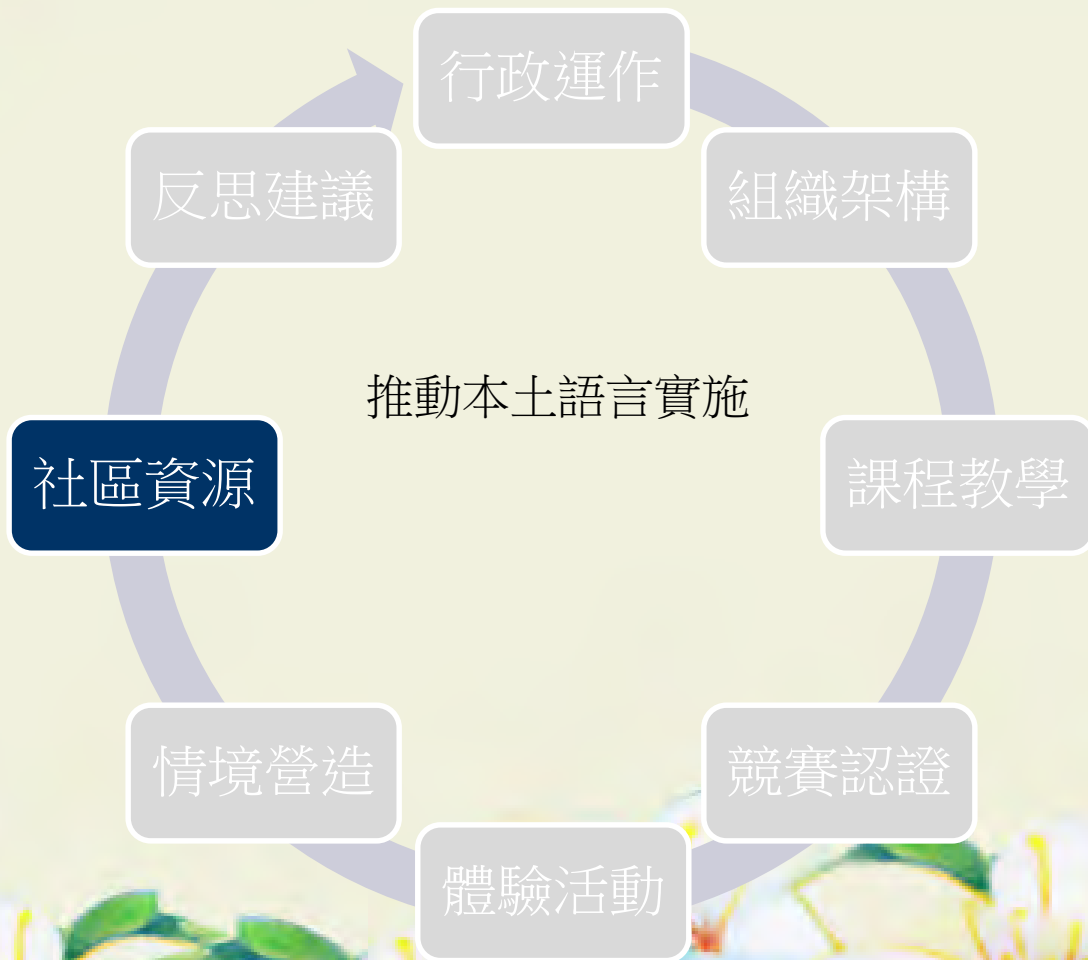 行政運作
組織架構
課程教學
競賽認證
體驗活動
情境營造
社區資源
反思建議
推動本土語言實施